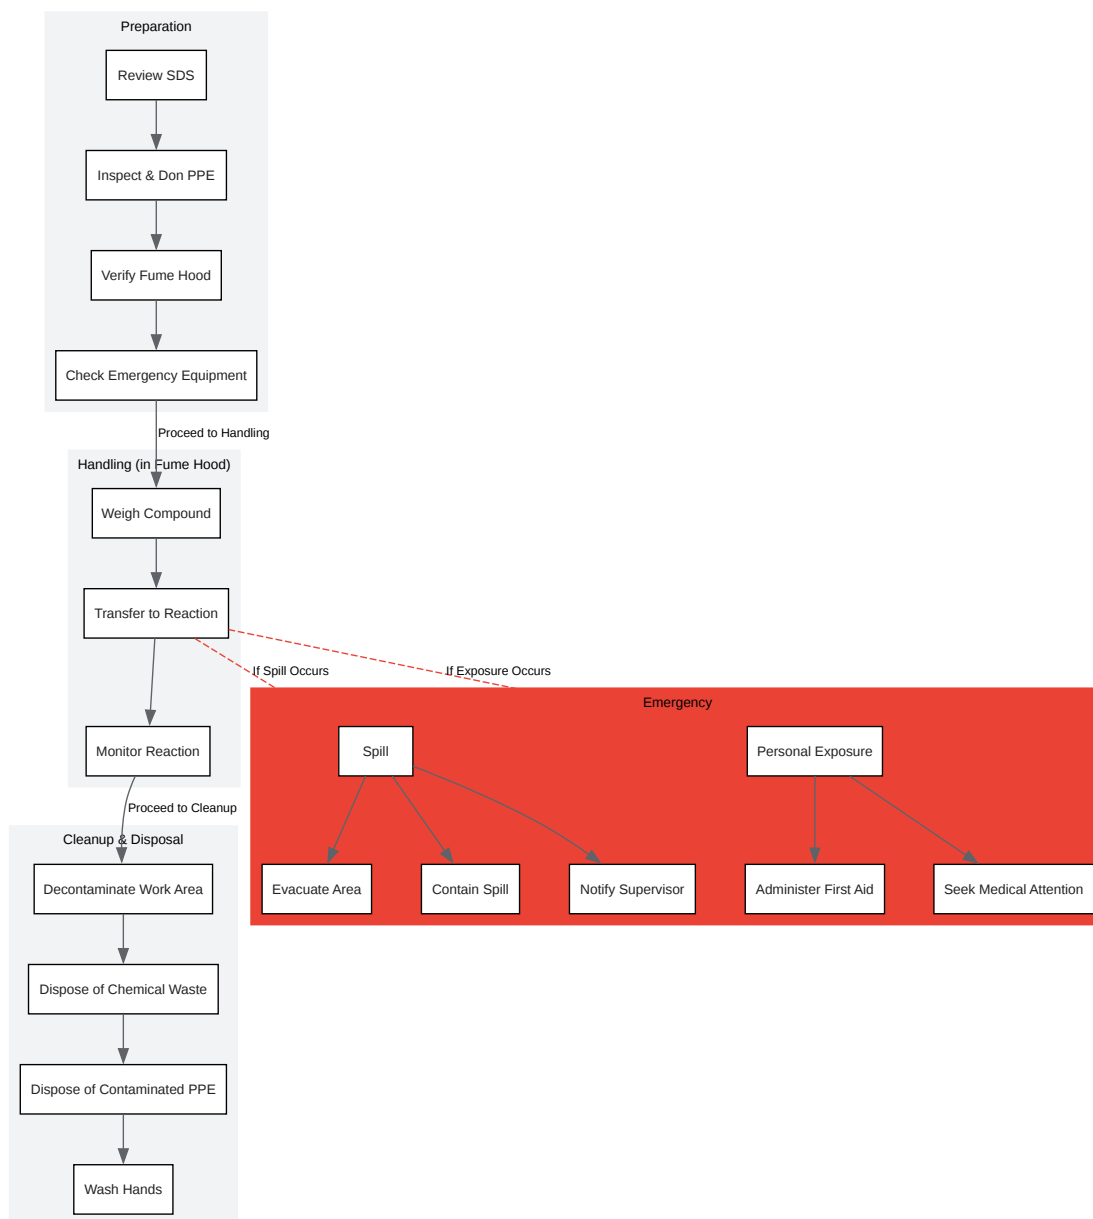 Preparation
Review SDS
Inspect & Don PPE
Verify Fume Hood
Check Emergency Equipment
Proceed to Handling
Handling (in Fume Hood)
Weigh Compound
Transfer to Reaction
If Spill Occurs
If Exposure Occurs
Monitor Reaction
Proceed to Cleanup
Emergency
Spill
Personal Exposure
Evacuate Area
Contain Spill
Notify Supervisor
Administer First Aid
Seek Medical Attention
Cleanup & Disposal
Decontaminate Work Area
Dispose of Chemical Waste
Dispose of Contaminated PPE
Wash Hands